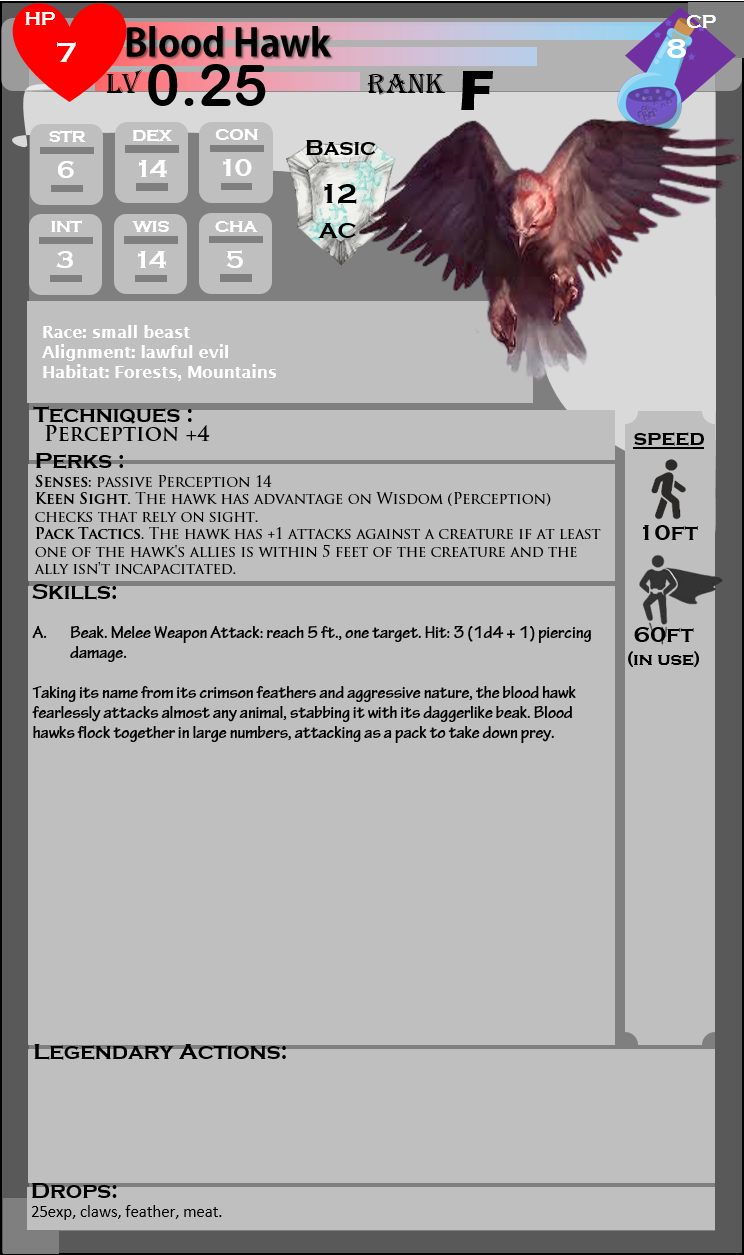 HP
7
Blood Hawk
CP
8
LV 0.25 RANK F
STR
6
DEX
14
CON
10
INT
3
WIS
14
CHA
5
BASIC
12
AC
Race: small beast
Alignment: lawful evil
Habitat: Forests, Mountains
TECHNIQUES :
PERCEPTION +4
PERKS :
SENSES: PASSIVE PERCEPTION 14
KEEN SIGHT. THE HAWK HAS ADVANTAGE ON WISDOM (PERCEPTION)
CHECKS THAT RELY ON SIGHT.
PACK TACTICS. THE HAWK HAS +1 ATTACKS AGAINST A CREATURE IF AT LEAST
ONE OF THE HAWK'S ALLIES IS WITHIN 5 FEET OF THE CREATURE AND THE
ALLY ISN'T INCAPACITATED.
SPEED
10FT
60FT
(IN USE)
SKILLS:
A. Beak. Melee Weapon Attack: reach 5 ft., one target. Hit: 3 (1d4 + 1) piercing
damage.
Taking its name from its crimson feathers and aggressive nature, the blood hawk
fearlessly attacks almost any animal, stabbing it with its daggerlike beak. Blood
hawks flock together in large numbers, attacking as a pack to take down prey.
LEGENDARY ACTIONS:
DROPS:
25exp, claws, feather, meat.